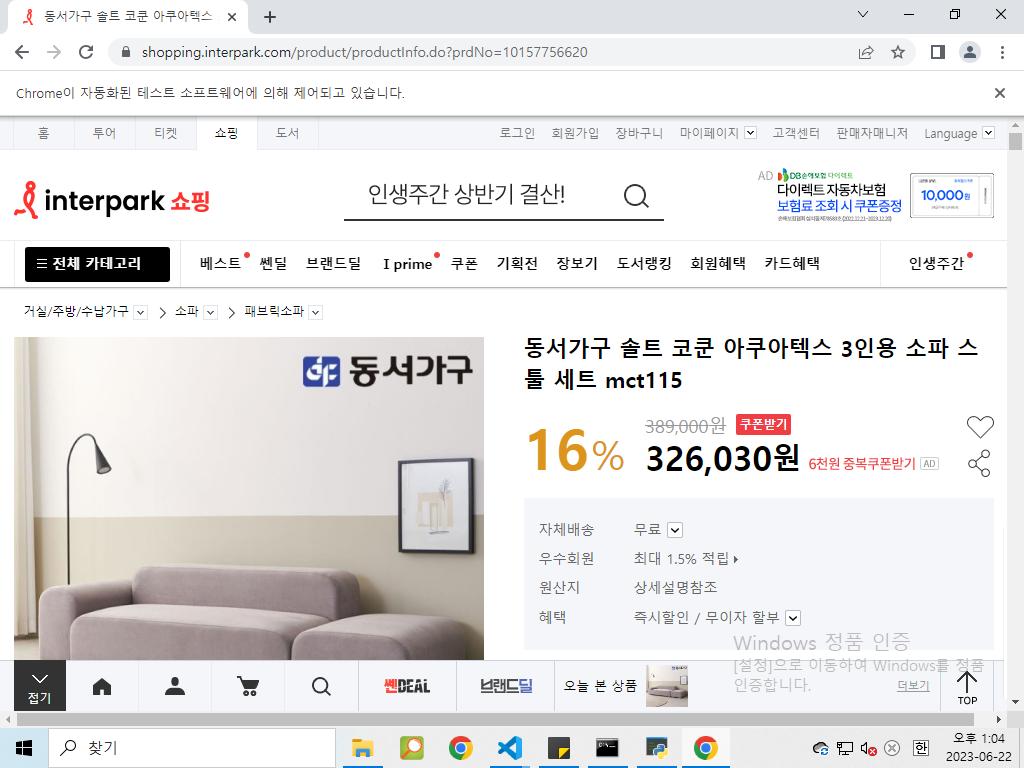 동서가구 솔트 코쿤 아쿠아텍스
shopping.interpark.com/product/productInfo.do?prdNo=10157756620
Chrome이 자동화된 테스트 소프트웨어에 의해 제어되고 있습니다.
홈 투어 티켓 쇼핑 도서 로그인 회원가입 장바구니 마이페이지 고객센터 판매자매니저 Language
interpark 쇼핑
인생주간 상반기 결산!
AD DB손해보험 다이렉트
다이렉트 자동차보험
보험료 조회 시 쿠폰증정
10,000원
전체 카테고리 베스트 쎈딜 브랜드딜 I prime 쿠폰 기획전 장보기 도서랭킹 회원혜택 카드혜택 인생주간
거실/주방/수납가구 소파 패브릭소파
동서가구
동서가구 솔트 코쿤 아쿠아텍스 3인용 소파 스
툴 세트 mct115
16%
389,000원 쿠폰받기
326,030원 6천원 중복쿠폰받기 AD
자체배송 무료
우수회원 최대 1.5% 적립
원산지 상세설명참조
혜택 즉시할인 / 무이자 할부
Windows 정품 인증
[설정]으로 이동하여 Windows를 정품
인증합니다.
접기
쎈DEAL
브랜드딜
오늘 본 상품
더보기
TOP
찾기
한
오후 1:04
2023-06-22